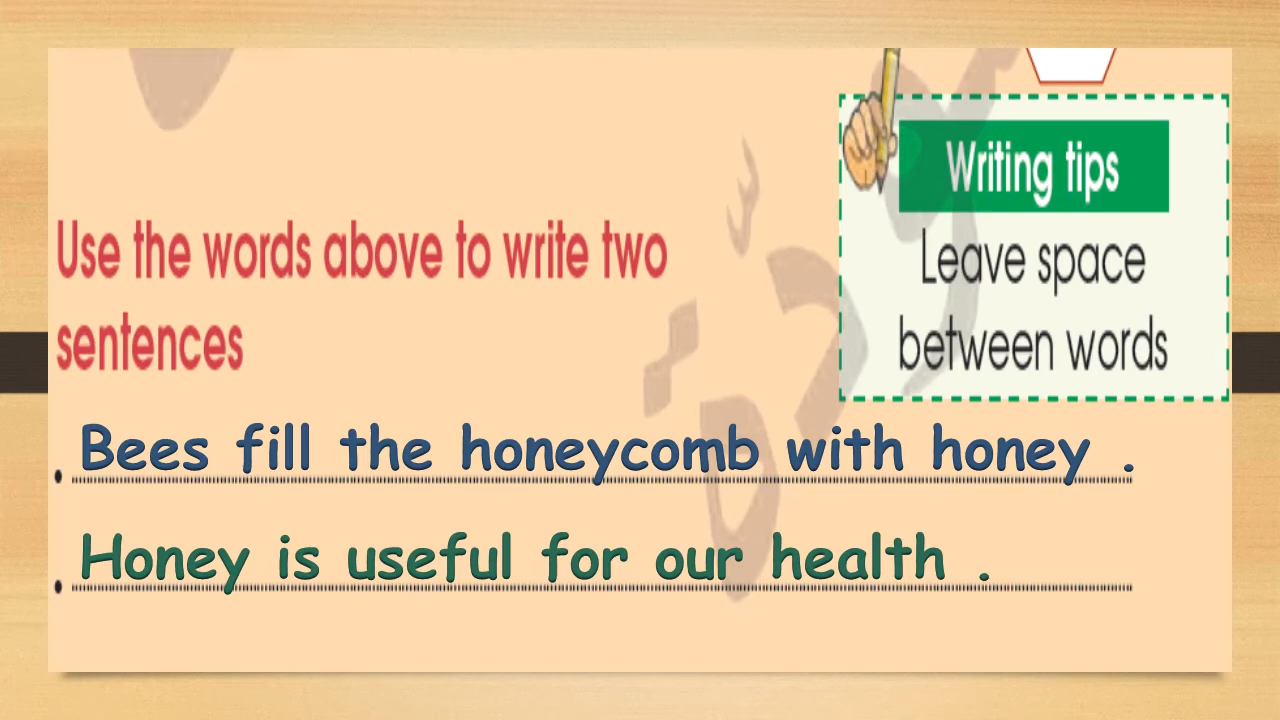 Writing tips
Leave space
between words
Use the words above to write two
sentences
Bees fill the honeycomb with honey .
Honey is useful for our health .